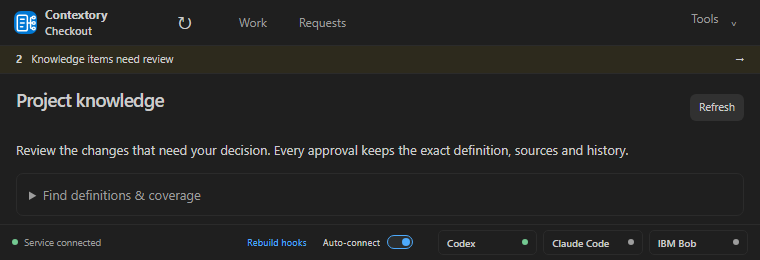 Contextory
Checkout
Work
Requests
Tools
2 Knowledge items need review →
Project knowledge
Refresh
Review the changes that need your decision. Every approval keeps the exact definition, sources and history.
Find definitions & coverage
Service connected
Rebuild hooks
Auto-connect
Codex
Claude Code
IBM Bob